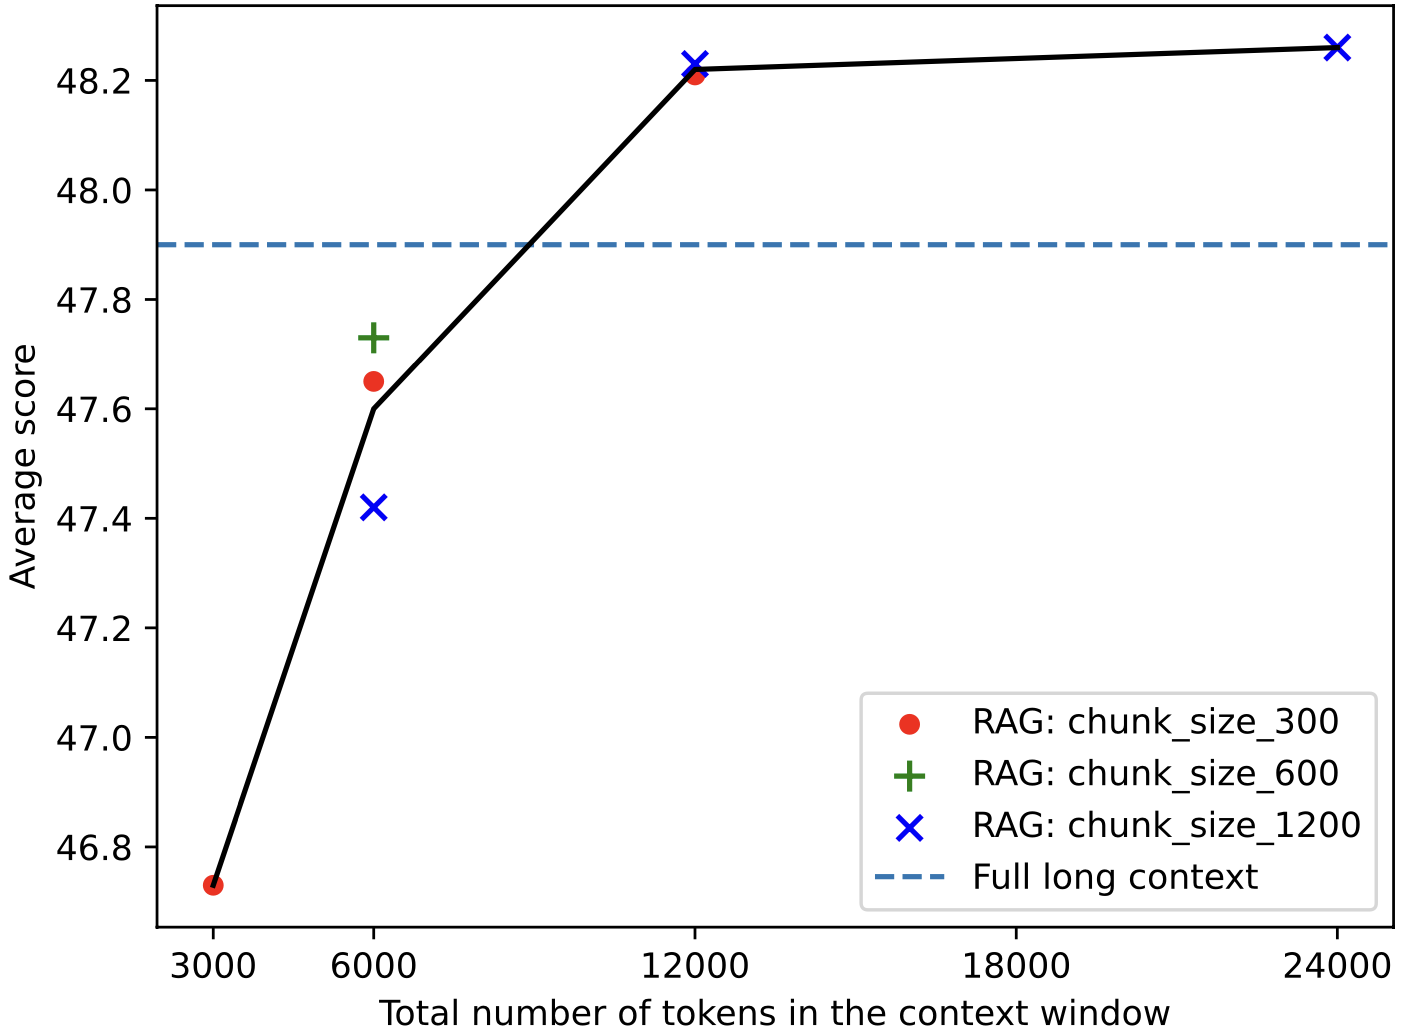 48.2
48.0
47.8
47.6
47.4
47.2
47.0
46.8
Average score
RAG: chunk_size_300
RAG: chunk_size_600
RAG: chunk_size_1200
Full long context
3000 6000 12000 18000 24000
Total number of tokens in the context window